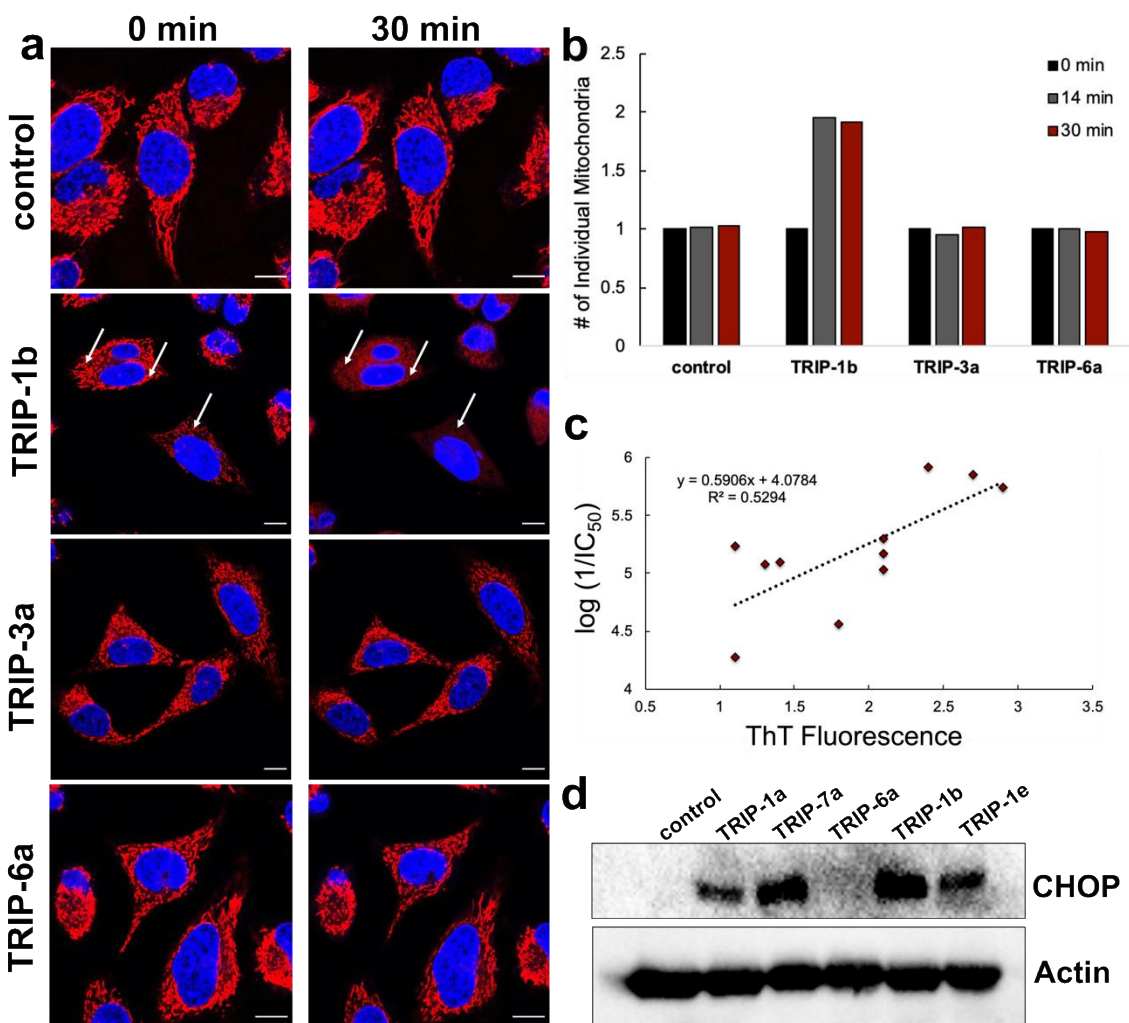 a
0 min
30 min
control
TRIP-1b
TRIP-3a
TRIP-6a
b
# of Individual Mitochondria
2.5
2
1.5
1
0.5
0
0 min
14 min
30 min
control
TRIP-1b
TRIP-3a
TRIP-6a
c
log (1/IC50)
6
5.5
5
4.5
4
y = 0.5906x + 4.0784
R² = 0.5294
0.5
1
1.5
2
2.5
3
3.5
ThT Fluorescence
d
control
TRIP-1a
TRIP-7a
TRIP-6a
TRIP-1b
TRIP-1e
CHOP
Actin